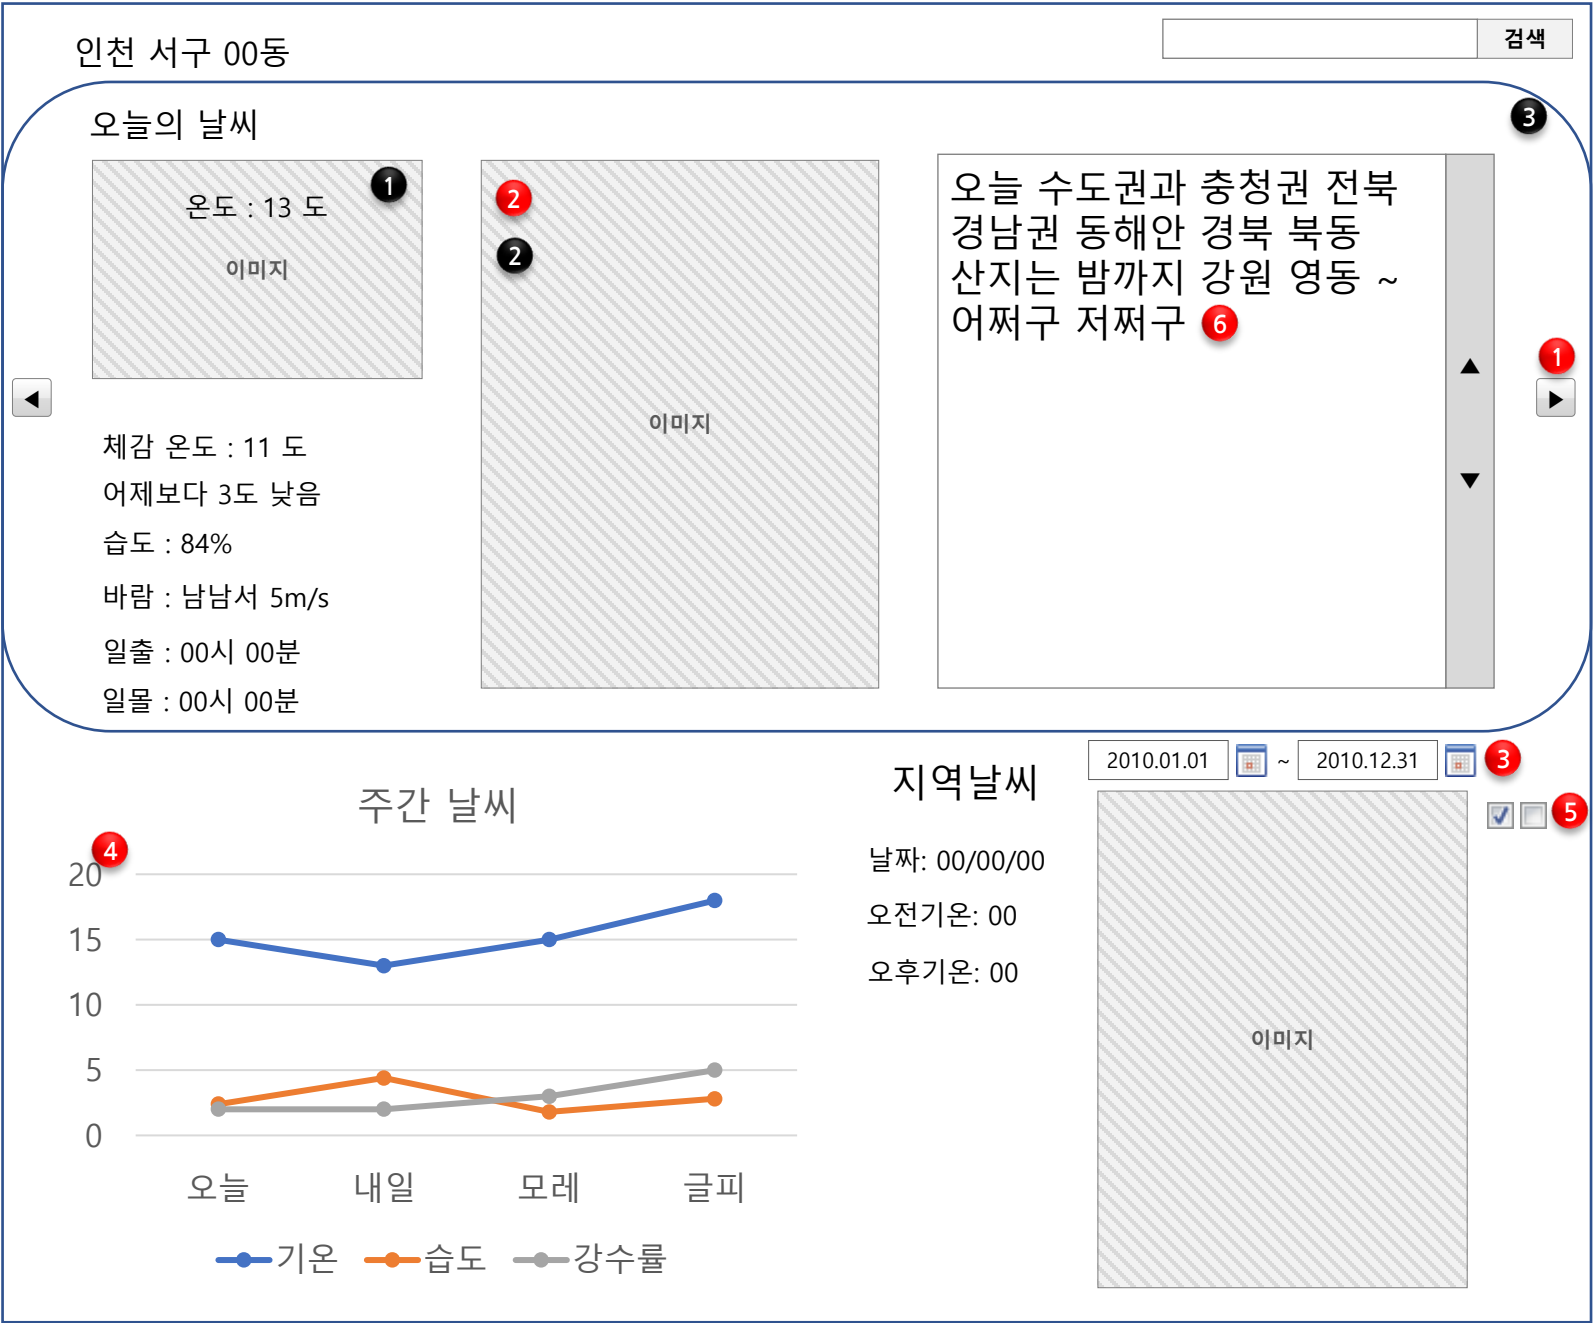 인천 서구 00동
검색
오늘의 날씨
3
온도 : 13 도
1
이미지
2
2
이미지
오늘 수도권과 충청권 전북
경남권 동해안 경북 북동
산지는 밤까지 강원 영동 ~
어쩌구 저쩌구
6
▲
▼
◀
1
▶
체감 온도 : 11 도
어제보다 3도 낮음
습도 : 84%
바람 : 남남서 5m/s
일출 : 00시 00분
일몰 : 00시 00분
주간 날씨
4
20
15
10
5
0
오늘 내일 모레 글피
기온 습도 강수률
지역날씨
2010.01.01 ~ 2010.12.31
3
5
날짜: 00/00/00
오전기온: 00
오후기온: 00
이미지